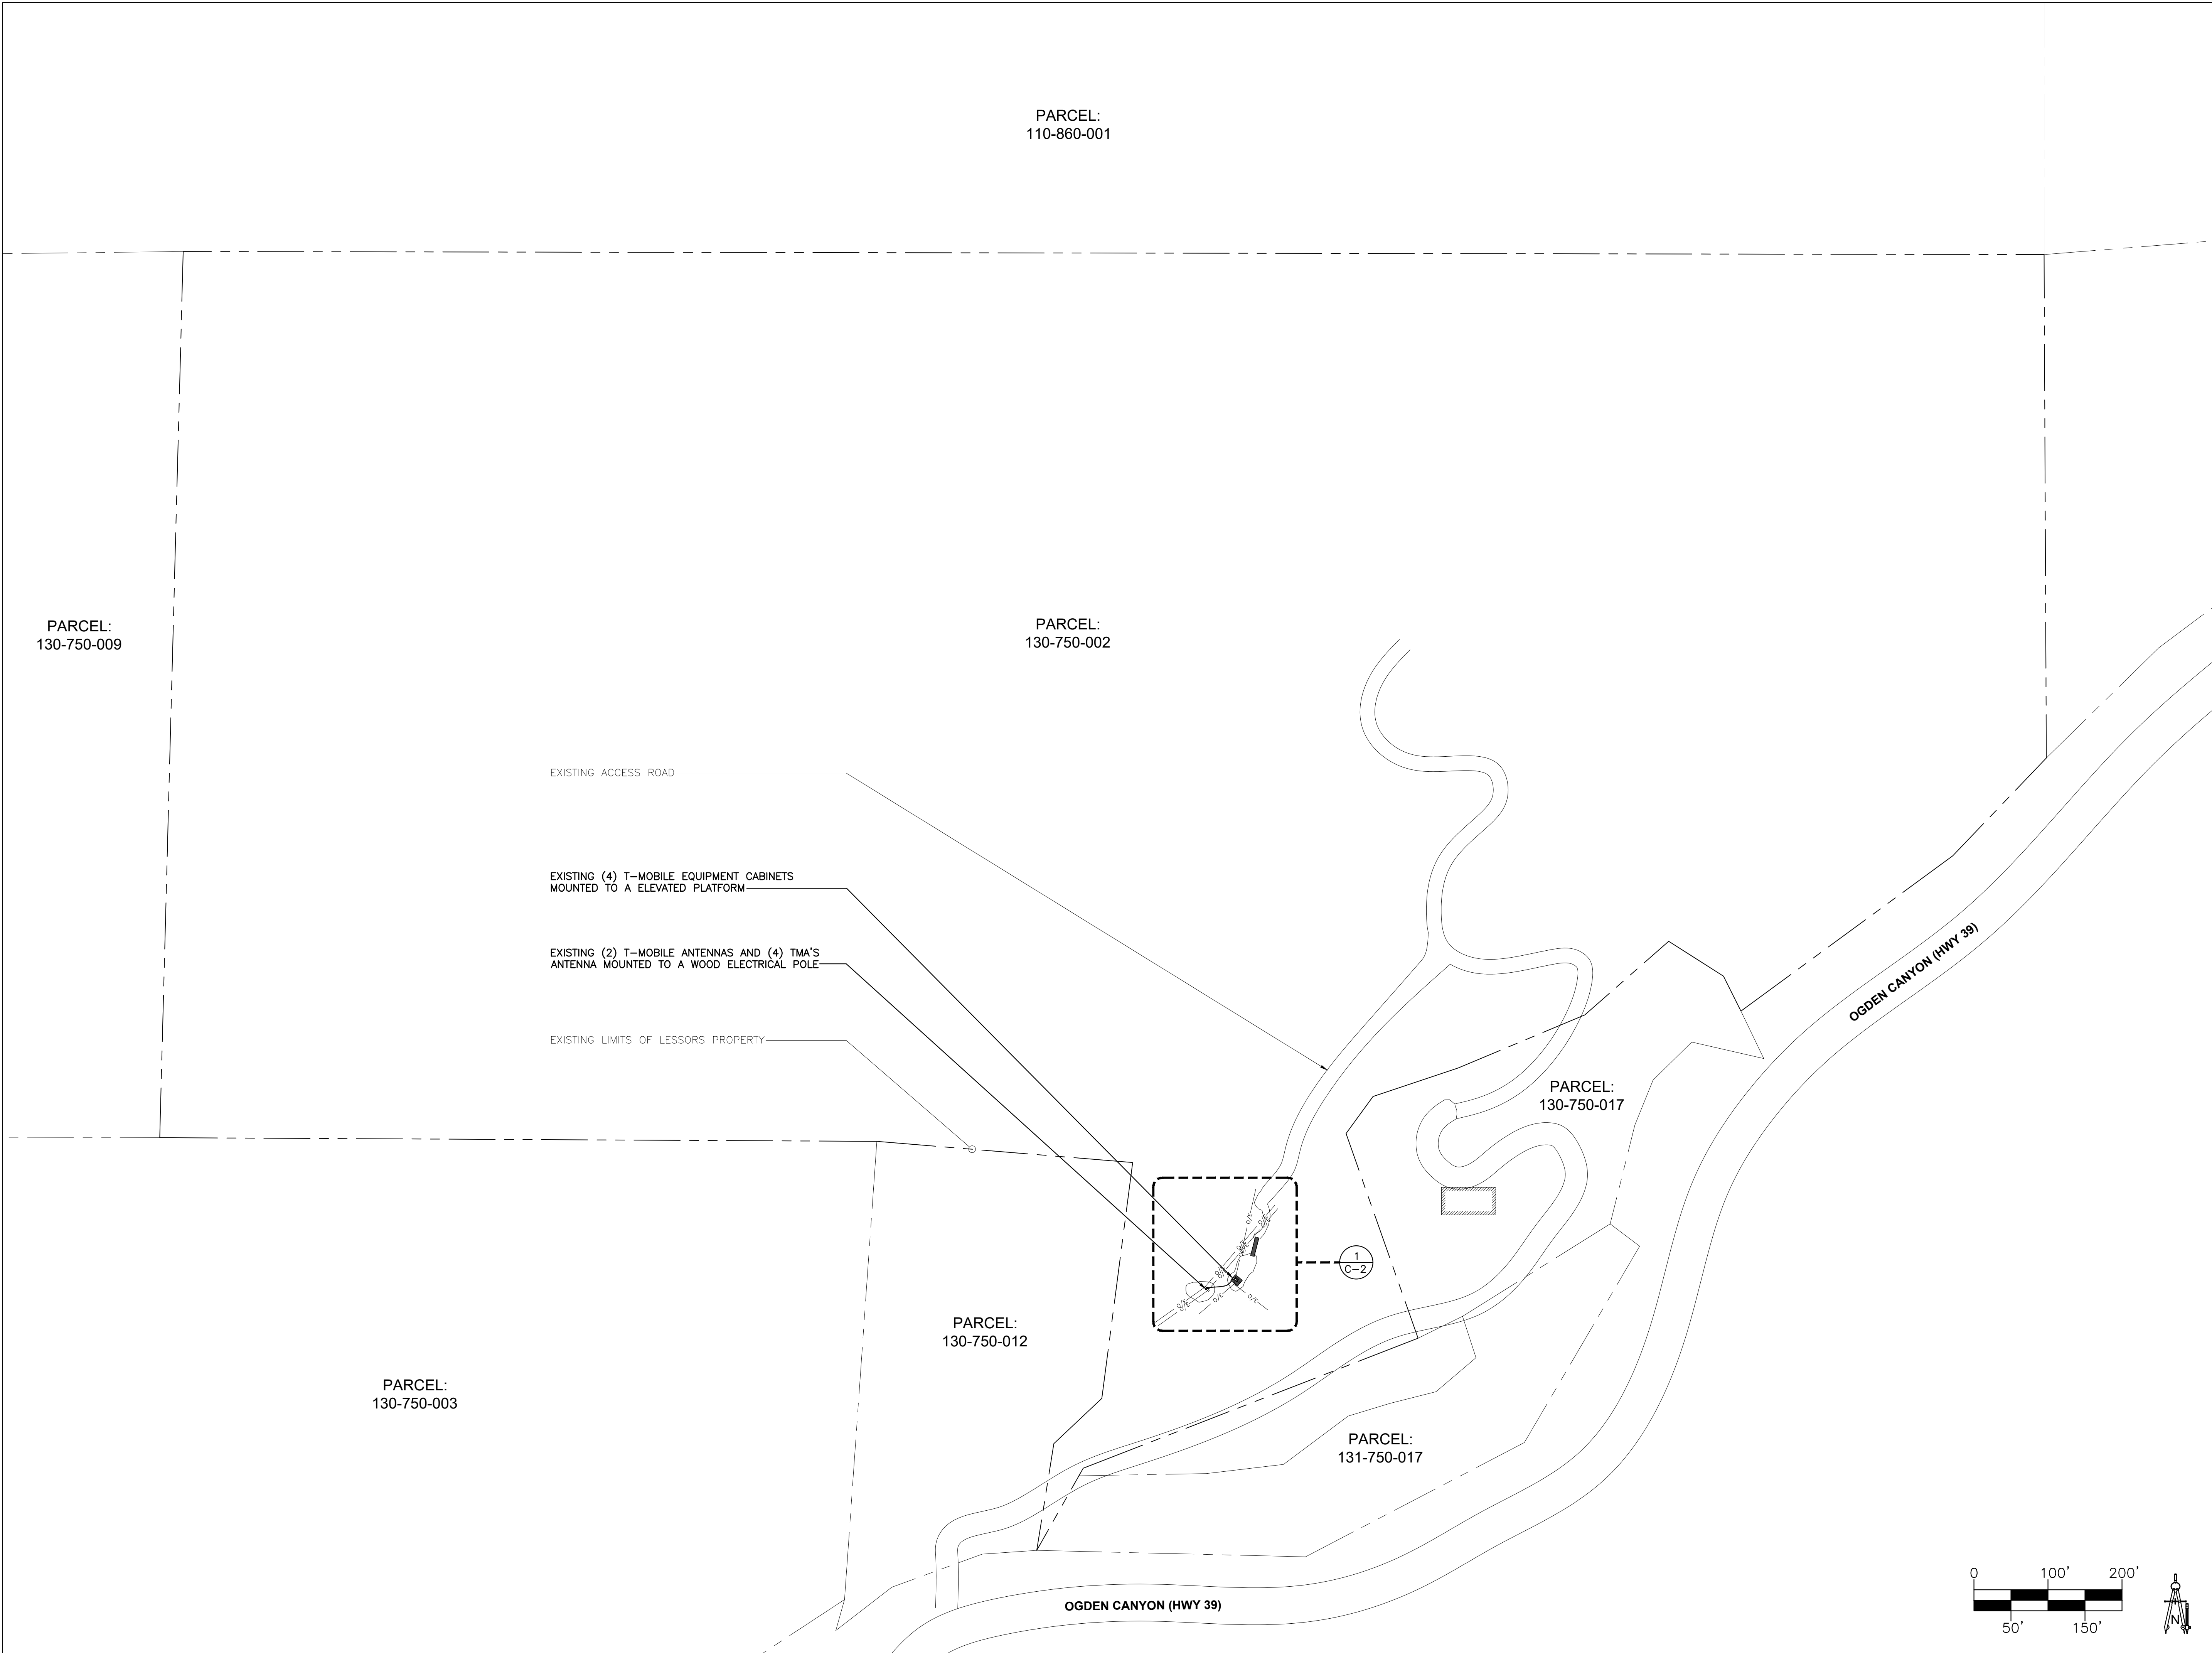 PARCEL:
110-860-001
PARCEL:
130-750-009
PARCEL:
130-750-002
EXISTING ACCESS ROAD
EXISTING (4) T-MOBILE EQUIPMENT CABINETS
MOUNTED TO A ELEVATED PLATFORM
EXISTING (2) T-MOBILE ANTENNAS AND (4) TMA'S
ANTENNA MOUNTED TO A WOOD ELECTRICAL POLE
OGDEN CANYON (HWY 39)
EXISTING LIMITS OF LESSORS PROPERTY
PARCEL:
130-750-017
O/E
O/E
O/E
O/E
O/E
O/E
O/E
O/E
O/E
O/E
O/E
1
C-2
PARCEL:
130-750-012
PARCEL:
130-750-003
PARCEL:
131-750-017
OGDEN CANYON (HWY 39)
0 100' 200'
50' 150'
N